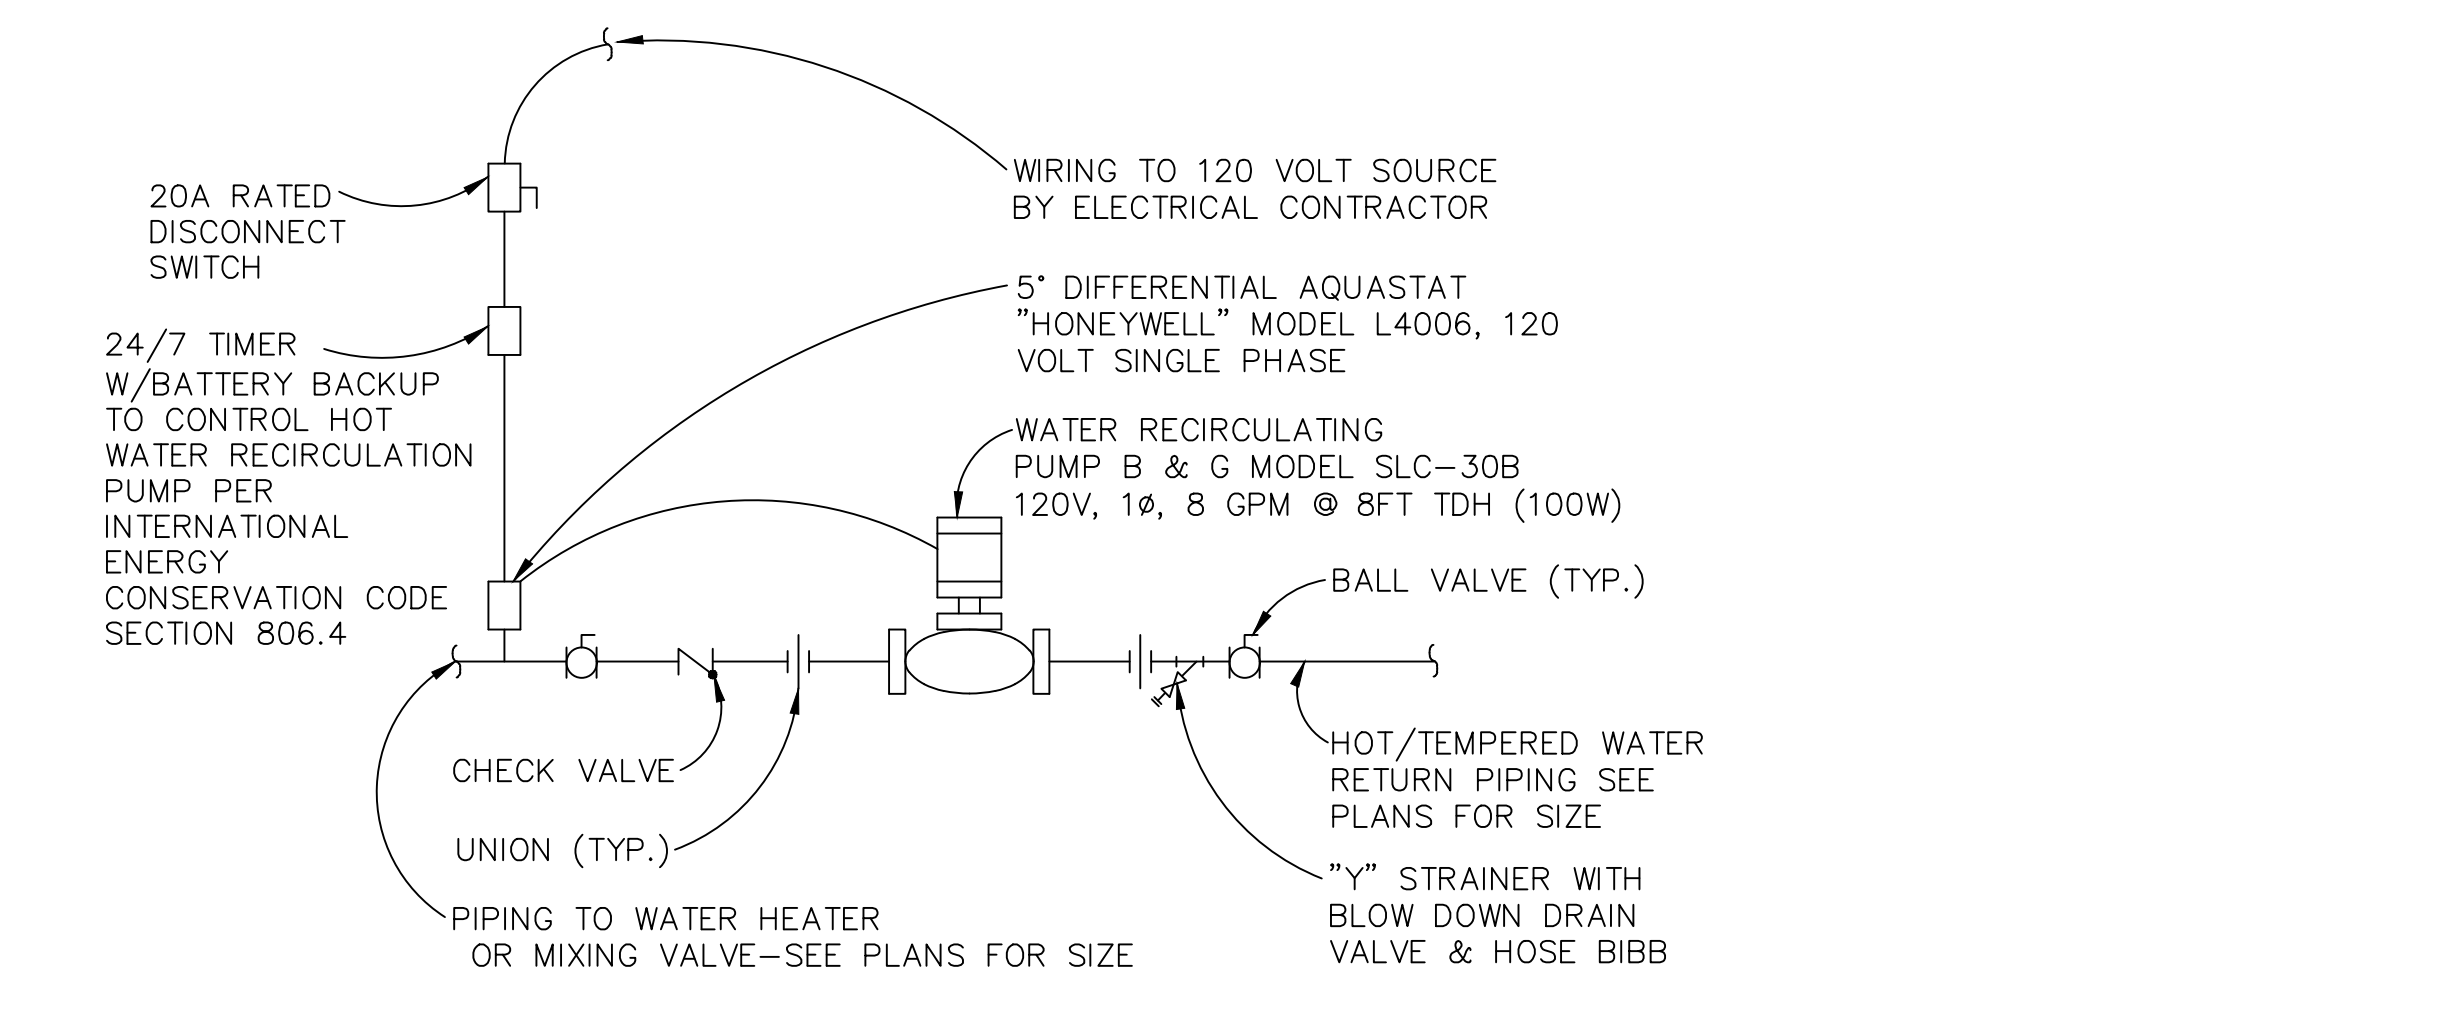 20A RATED
DISCONNECT
SWITCH
24/7 TIMER
W/BATTERY BACKUP
TO CONTROL HOT
WATER RECIRCULATION
PUMP PER
INTERNATIONAL
ENERGY
CONSERVATION CODE
SECTION 806.4
WIRING TO 120 VOLT SOURCE
BY ELECTRICAL CONTRACTOR
5° DIFFERENTIAL AQUASTAT
"HONEYWELL" MODEL L4006, 120
VOLT SINGLE PHASE
WATER RECIRCULATING
PUMP B & G MODEL SLC-30B
120V, 1ø, 8 GPM @ 8FT TDH (100W)
BALL VALVE (TYP.)
CHECK VALVE
UNION (TYP.)
PIPING TO WATER HEATER
OR MIXING VALVE-SEE PLANS FOR SIZE
HOT/TEMPERED WATER
RETURN PIPING SEE
PLANS FOR SIZE
"Y" STRAINER WITH
BLOW DOWN DRAIN
VALVE & HOSE BIBB